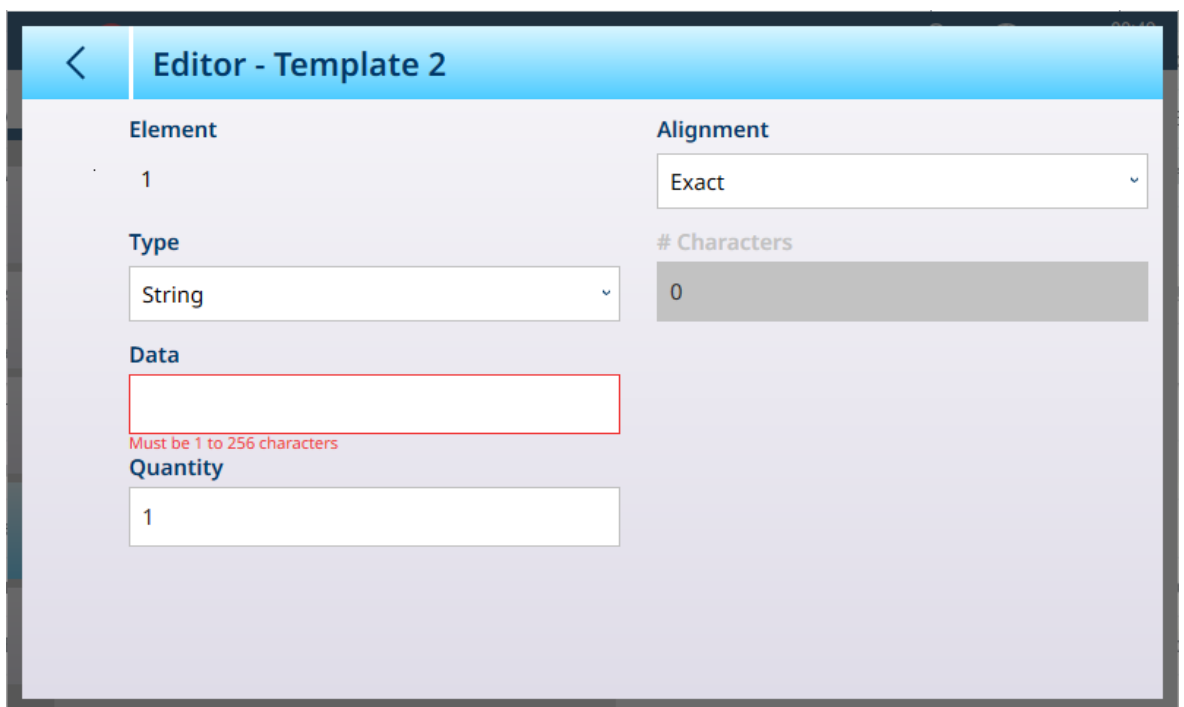 Editor - Template 2
Element
1
Type
String
Data
Must be 1 to 256 characters
Quantity
1
Alignment
Exact
# Characters
0